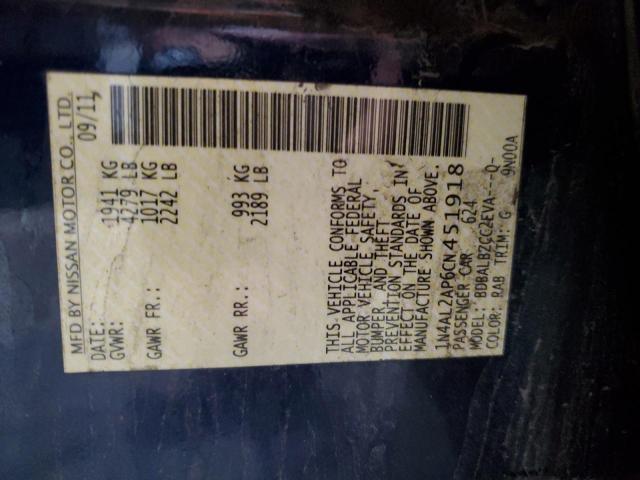 MFD BY NISSAN MOTOR CO., LTD.
DATE: 09/11
GVWR: 1941 KG
4279 LB
GAWR FR.: 1017 KG
2242 LB
GAWR RR.: 993 KG
2189 LB
THIS VEHICLE CONFORMS TO
ALL APPLICABLE FEDERAL
MOTOR VEHICLE SAFETY,
BUMPER, AND THEFT
PREVENTION STANDARDS IN
EFFECT ON THE DATE OF
MANUFACTURE SHOWN ABOVE.
1N4AL2AP6CN451918
PASSENGER CAR 624
MODEL: BDBALBZCC2EVA---Q-
COLOR: RAB TRIM: G 9N00A